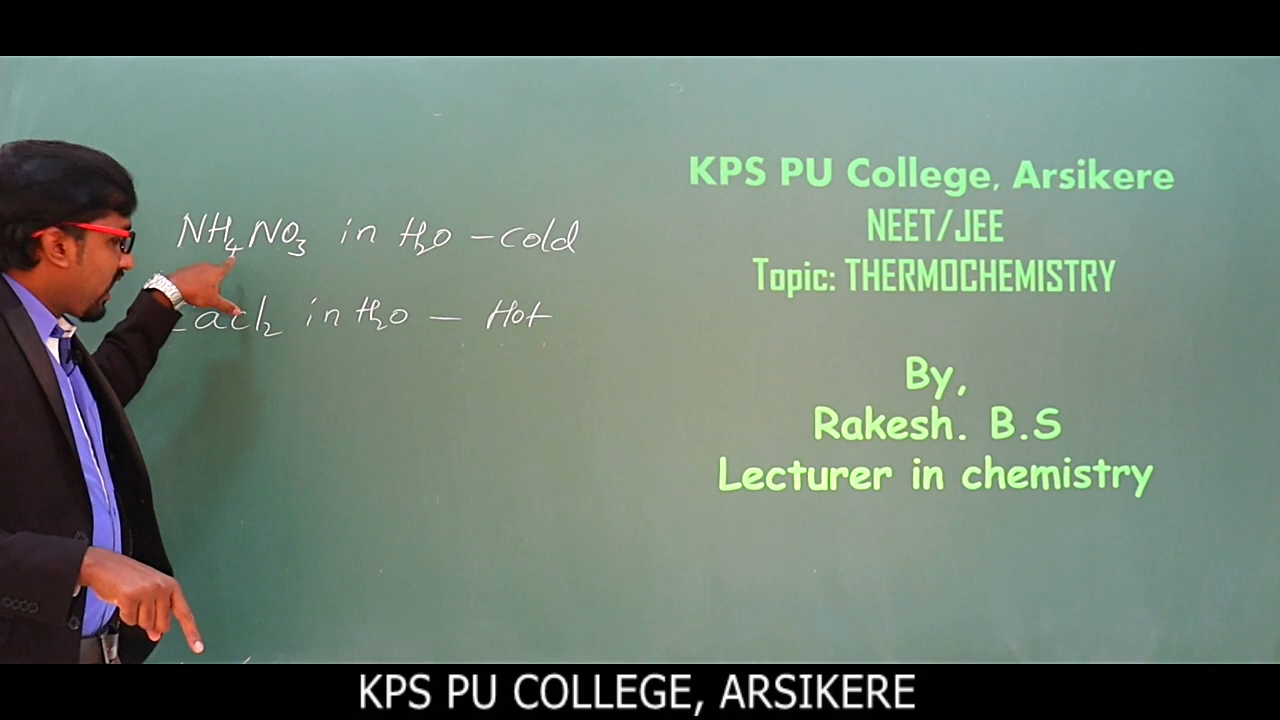 NH4NO3 in H2O - cold
CaCl2 in H2O - Hot
KPS PU College, Arsikere
NEET/JEE
Topic: THERMOCHEMISTRY
By,
Rakesh. B.S
Lecturer in chemistry
KPS PU COLLEGE, ARSIKERE